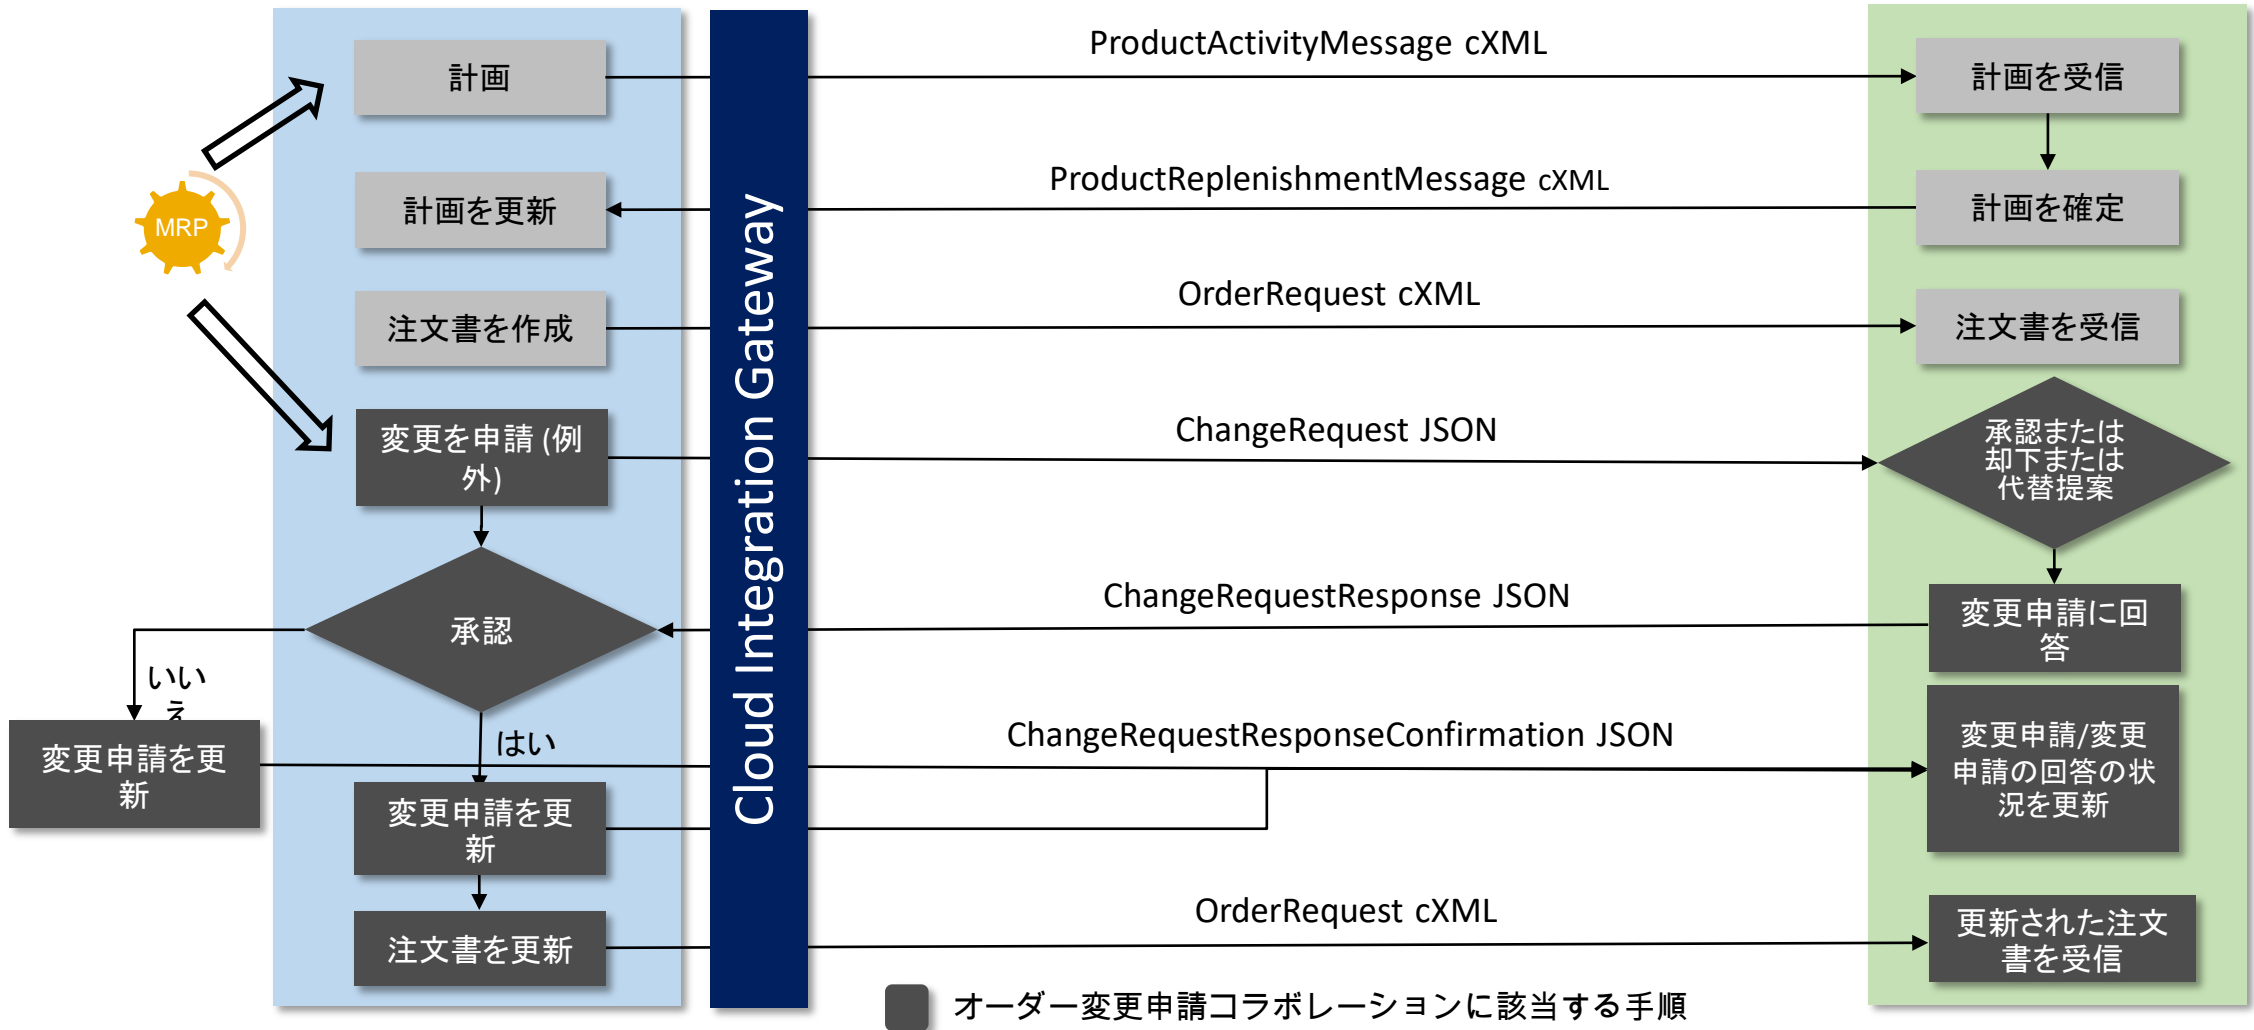 ProductActivityMessage cXML
計画
計画を受信
ProductReplenishmentMessage cXML
計画を更新
計画を確定
MRP
OrderRequest cXML
注文書を作成
注文書を受信
Cloud Integration Gateway
ChangeRequest JSON
変更を申請 (例
外)
承認または
却下または
代替提案
ChangeRequestResponse JSON
承認
変更申請に回
答
いい
え
はい
ChangeRequestResponseConfirmation JSON
変更申請を更
新
変更申請/変更
申請の回答の状
況を更新
変更申請を更
新
OrderRequest cXML
注文書を更新
更新された注文
書を受信
オーダー変更申請コラボレーションに該当する手順